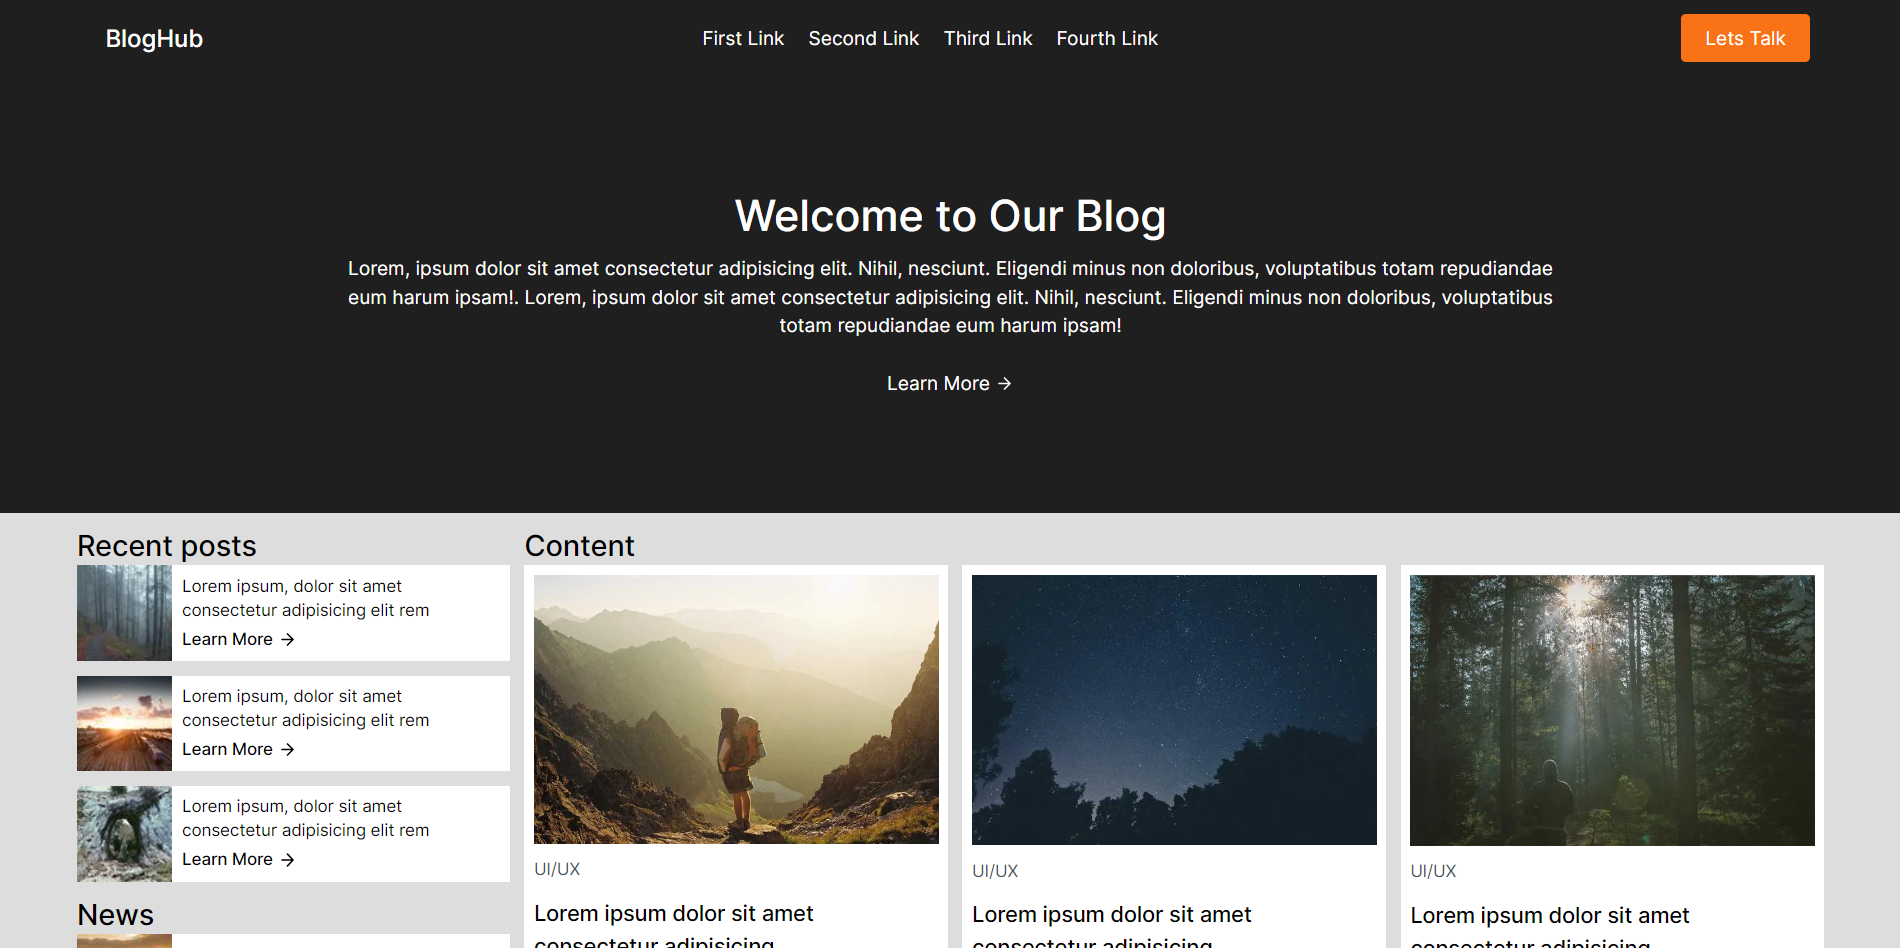 BlogHub
First Link Second Link Third Link Fourth Link
Lets Talk
Welcome to Our Blog
Lorem, ipsum dolor sit amet consectetur adipisicing elit. Nihil, nesciunt. Eligendi minus non doloribus, voluptatibus totam repudiandae
eum harum ipsam!. Lorem, ipsum dolor sit amet consectetur adipisicing elit. Nihil, nesciunt. Eligendi minus non doloribus, voluptatibus
totam repudiandae eum harum ipsam!
Learn More →
Recent posts
Lorem ipsum, dolor sit amet
consectetur adipisicing elit rem
Learn More →
Lorem ipsum, dolor sit amet
consectetur adipisicing elit rem
Learn More →
Lorem ipsum, dolor sit amet
consectetur adipisicing elit rem
Learn More →
News
Content
UI/UX
Lorem ipsum dolor sit amet
consectetur adipisicing
UI/UX
Lorem ipsum dolor sit amet
consectetur adipisicing
UI/UX
Lorem ipsum dolor sit amet
consectetur adipisicing